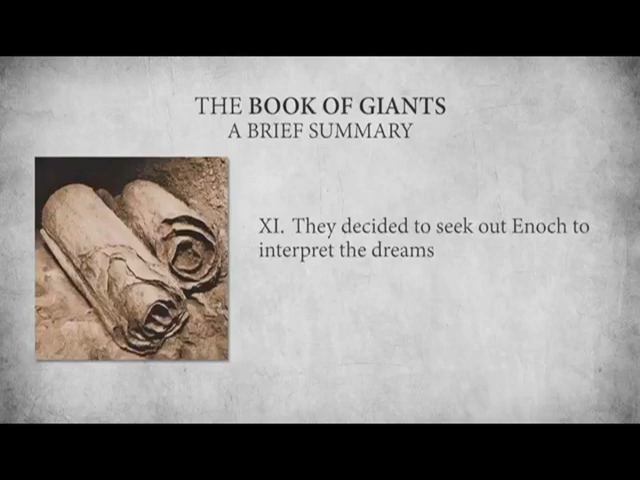 THE BOOK OF GIANTS
A BRIEF SUMMARY
XI. They decided to seek out Enoch to
interpret the dreams